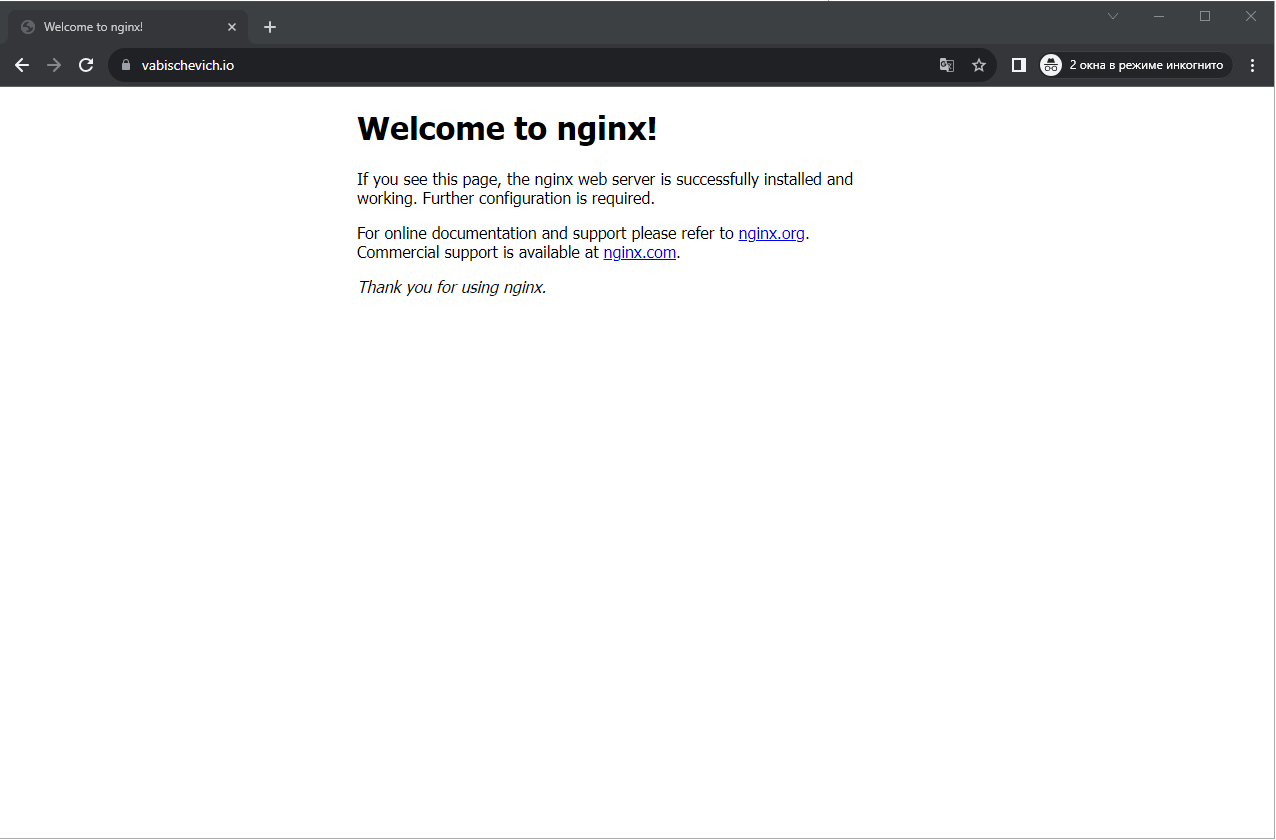 Welcome to nginx!
vabischevich.io
2 окна в режиме инкогнито
Welcome to nginx!
If you see this page, the nginx web server is successfully installed and
working. Further configuration is required.
For online documentation and support please refer to nginx.org.
Commercial support is available at nginx.com.
Thank you for using nginx.